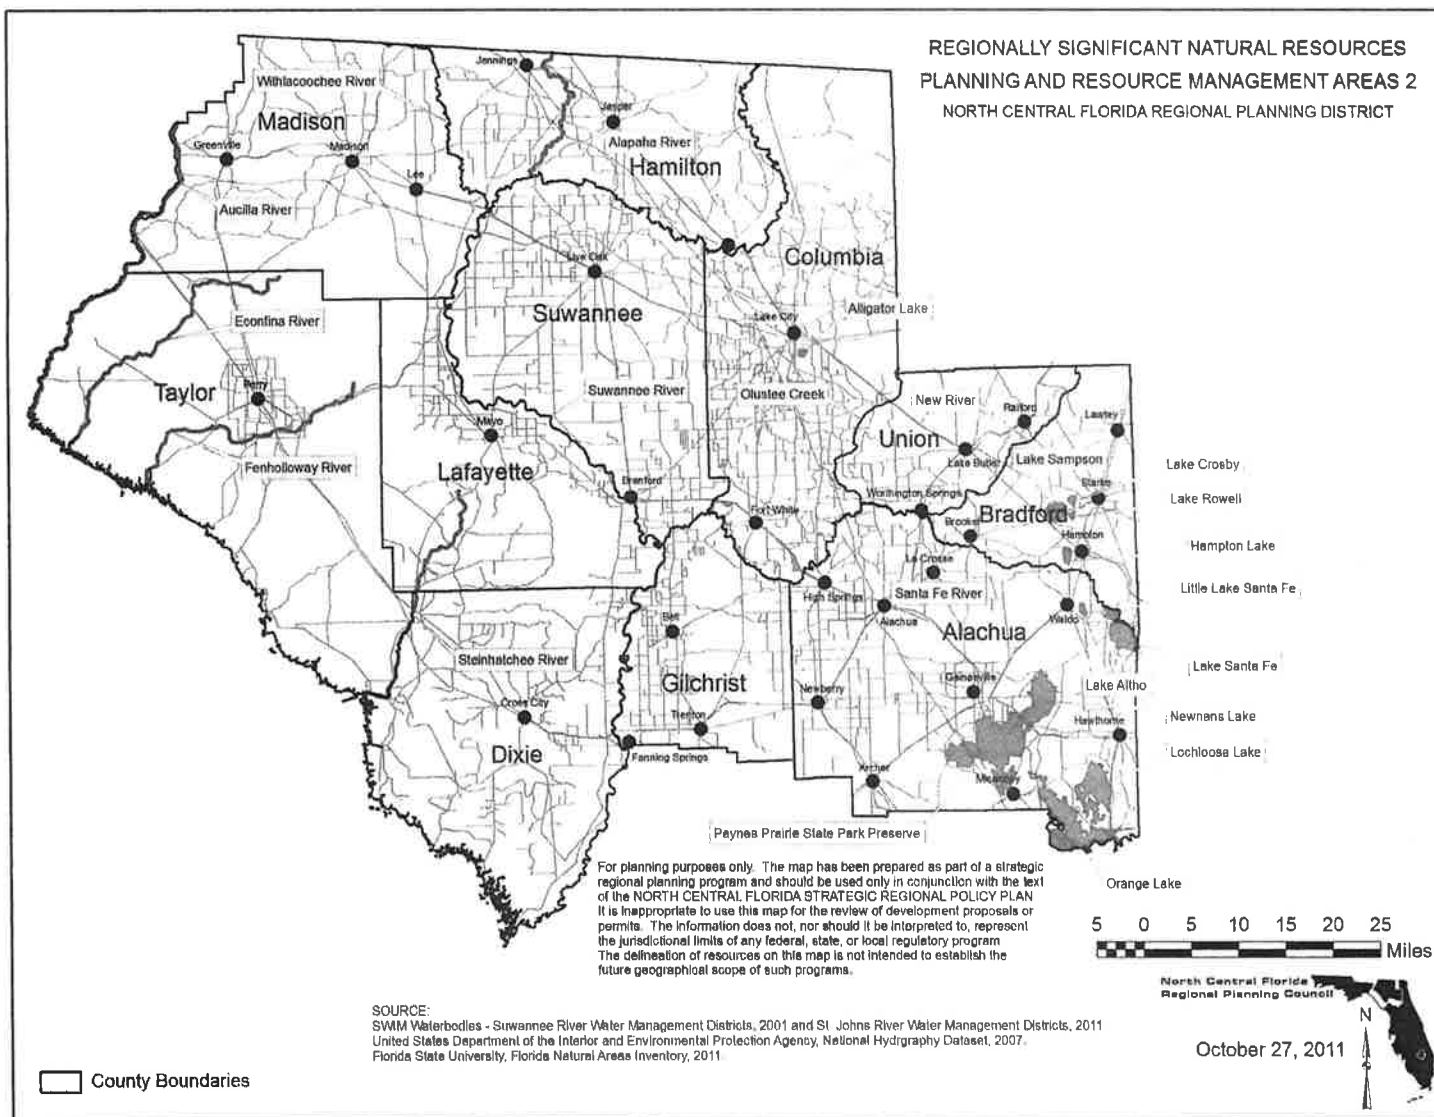 REGIONALLY SIGNIFICANT NATURAL RESOURCES
PLANNING AND RESOURCE MANAGEMENT AREAS 2
NORTH CENTRAL FLORIDA REGIONAL PLANNING DISTRICT
Jennings
Withlacoochee River
Jasper
Madison
Greenville
Madison
Alapaha River
Hamilton
Lee
Aucilla River
Live Oak
Columbia
Suwannee
Alligator Lake
Lake City
Econfina River
Taylor
Perry
Suwannee River
Olustee Creek
New River
Raiford
Lawtey
Mayo
Union
Lake Butler
Lake Sampson
Lake Crosby
Fenholloway River
Lafayette
Branford
Worthington Springs
Starke
Lake Rowell
Fort White
Brooker
Bradford
Hampton
Hampton Lake
La Crosse
High Springs
Santa Fe River
Little Lake Santa Fe
Alachua
Waldo
Bell
Alachua
Steinhatchee River
Lake Santa Fe
Gilchrist
Newberry
Gainesville
Lake Altho
Cross City
Trenton
Hawthorne
Newnans Lake
Dixie
Fanning Springs
Lochloosa Lake
Archer
Micanopy
Paynes Prairie State Park Preserve
For planning purposes only. The map has been prepared as part of a strategic
regional planning program and should be used only in conjunction with the text
of the NORTH CENTRAL FLORIDA STRATEGIC REGIONAL POLICY PLAN
It is inappropriate to use this map for the review of development proposals or
permits. The information does not, nor should it be interpreted to, represent
the jurisdictional limits of any federal, state, or local regulatory program
The delineation of resources on this map is not intended to establish the
future geographical scope of such programs.
Orange Lake
5 0 5 10 15 20 25
Miles
North Central Florida
Regional Planning Council
N
October 27, 2011
SOURCE:
SWIM Waterbodies - Suwannee River Water Management Districts, 2001 and St. Johns River Water Management Districts, 2011
United States Department of the Interior and Environmental Protection Agency, National Hydrgraphy Dataset, 2007.
Florida State University, Florida Natural Areas Inventory, 2011.
County Boundaries